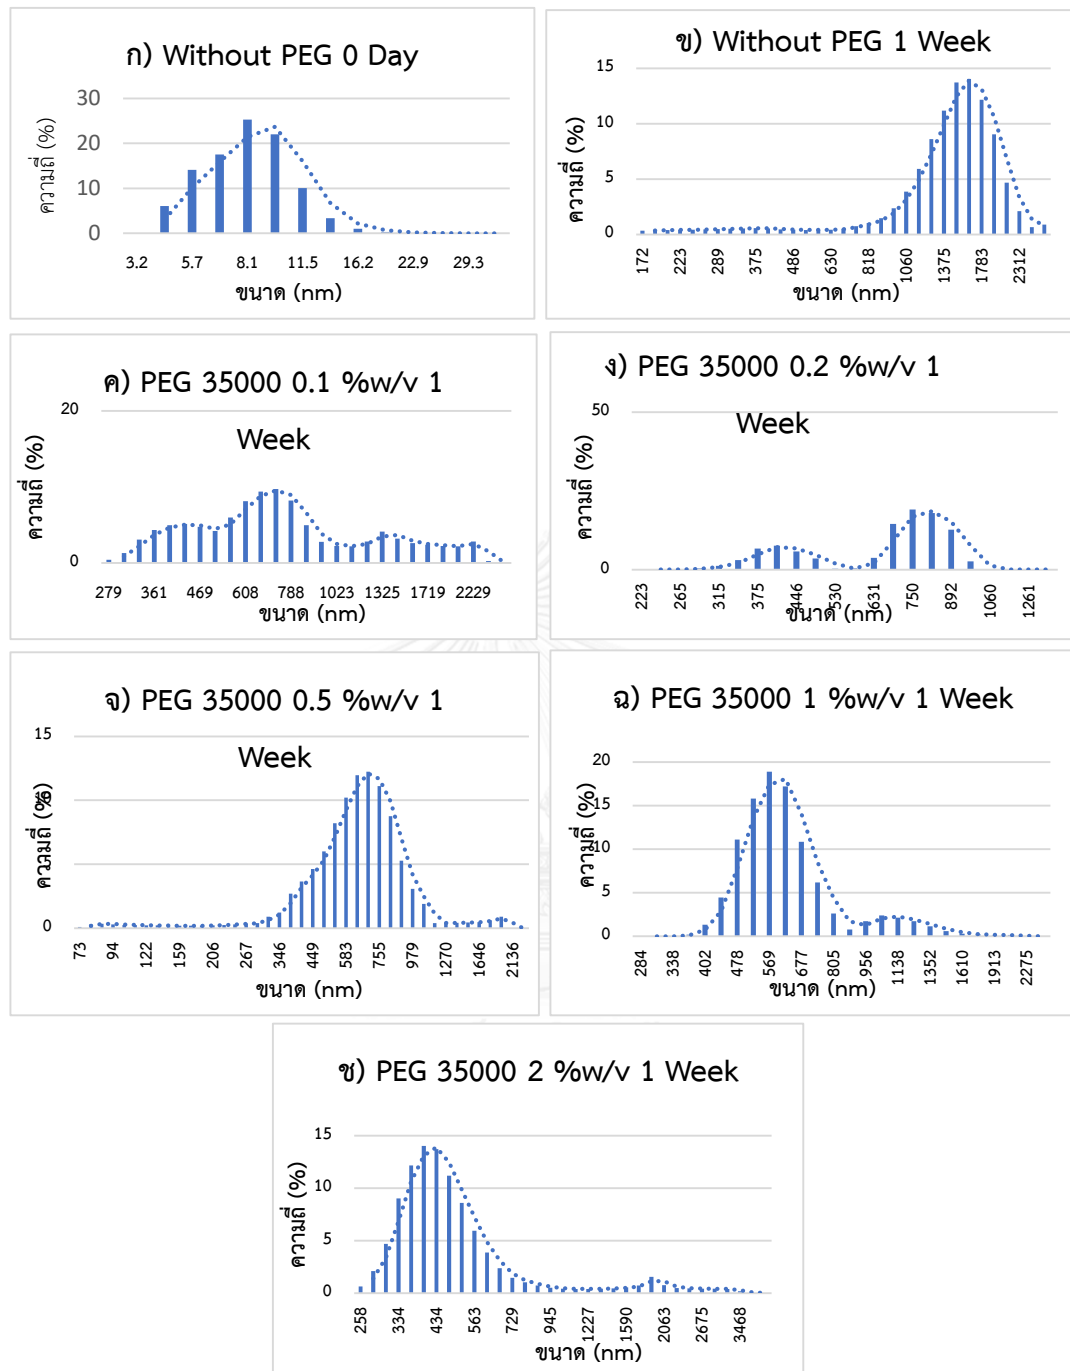 ก) Without PEG 0 Day
ความถี่ (%)
30
20
10
0
3.2 5.7 8.1 11.5 16.2 22.9 29.3
ขนาด (nm)
ข) Without PEG 1 Week
ความถี่ (%)
15
10
5
0
172 223 289 375 486 630 818 1060 1375 1783 2312
ขนาด (nm)
ค) PEG 35000 0.1 %w/v 1
Week
ความถี่ (%)
20
0
279 361 469 608 788 1023 1325 1719 2229
ขนาด (nm)
ง) PEG 35000 0.2 %w/v 1
Week
ความถี่ (%)
50
0
223 265 315 375 446 530 631 750 892 1060 1261
ขนาด (nm)
จ) PEG 35000 0.5 %w/v 1
Week
ความถี่ (%)
15
10
0
73 94 122 159 206 267 346 449 583 755 979 1270 1646 2136
ขนาด (nm)
ฉ) PEG 35000 1 %w/v 1 Week
ความถี่ (%)
20
15
10
5
0
284 338 402 478 569 677 805 956 1138 1352 1610 1913 2275
ขนาด (nm)
ช) PEG 35000 2 %w/v 1 Week
ความถี่ (%)
15
10
5
0
258 334 434 563 729 945 1227 1590 2063 2675 3468
ขนาด (nm)